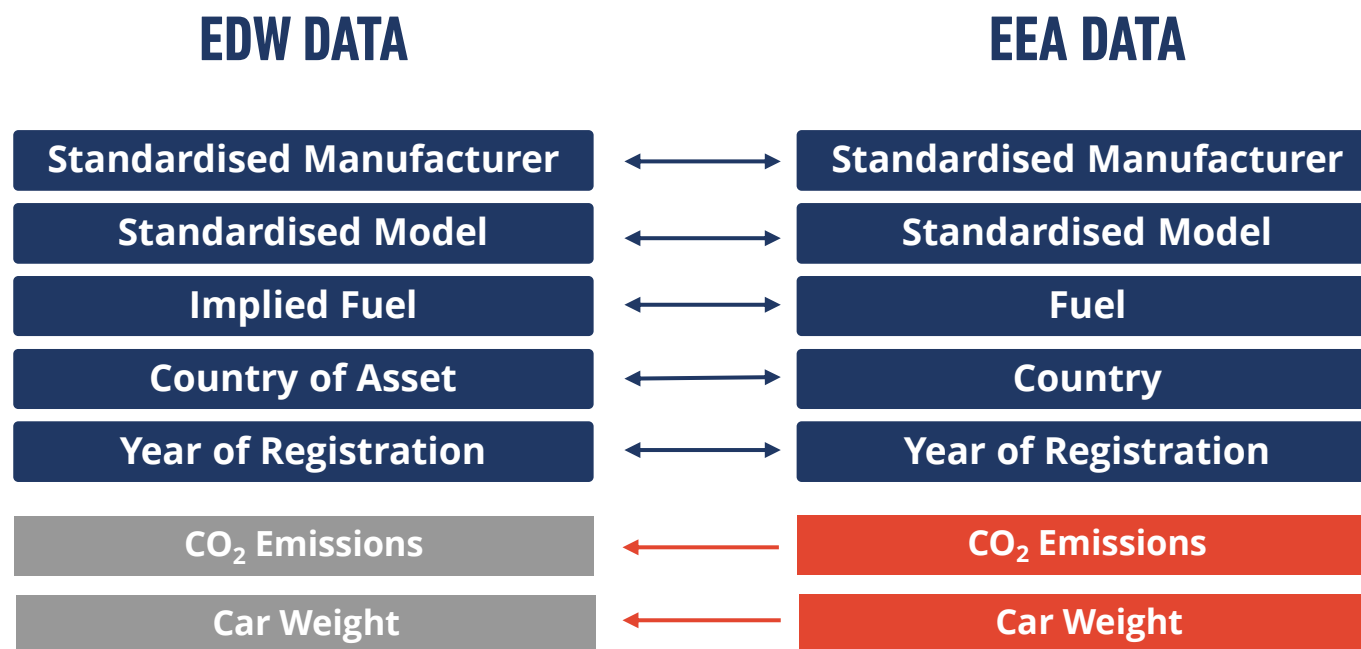 EDW DATA
EEA DATA
Standardised Manufacturer
Standardised Manufacturer
Standardised Model
Standardised Model
Implied Fuel
Fuel
Country of Asset
Country
Year of Registration
Year of Registration
CO₂ Emissions
CO₂ Emissions
Car Weight
Car Weight